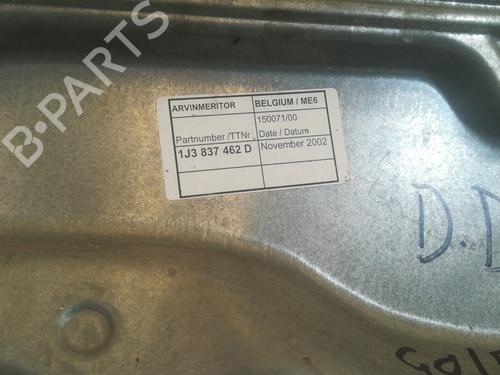 ARVINMERITOR BELGIUM / ME6
150071/00
Partnumber /TTNr Date / Datum
1J3 837 462 D November 2002
D.D
B-PARTS